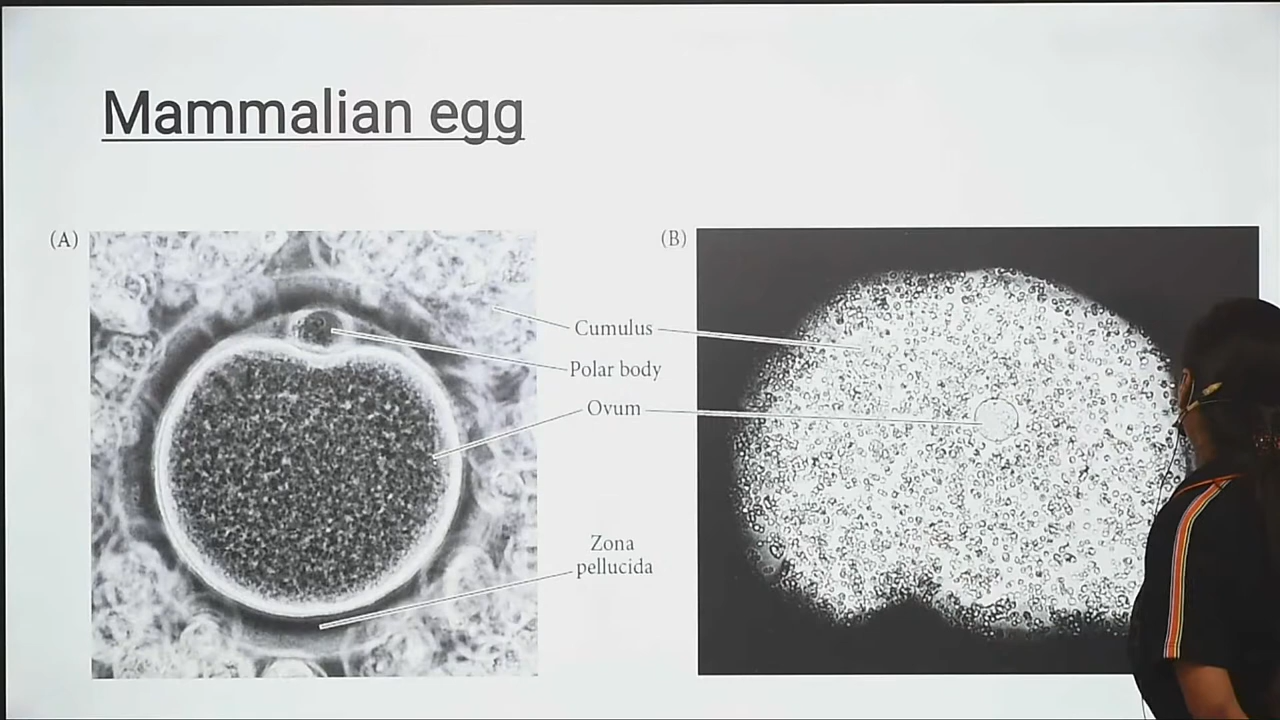 Mammalian egg
(A)
(B)
Cumulus
Polar body
Ovum
Zona
pellucida